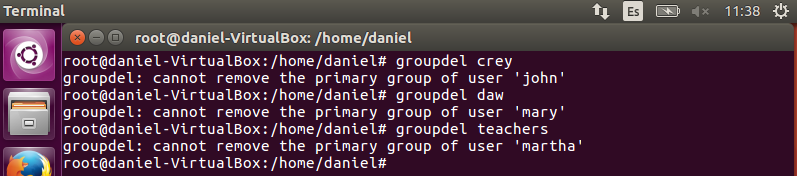 Terminal
Es
11:38
root@daniel-VirtualBox: /home/daniel
root@daniel-VirtualBox:/home/daniel# groupdel crey
groupdel: cannot remove the primary group of user 'john'
root@daniel-VirtualBox:/home/daniel# groupdel daw
groupdel: cannot remove the primary group of user 'mary'
root@daniel-VirtualBox:/home/daniel# groupdel teachers
groupdel: cannot remove the primary group of user 'martha'
root@daniel-VirtualBox:/home/daniel#